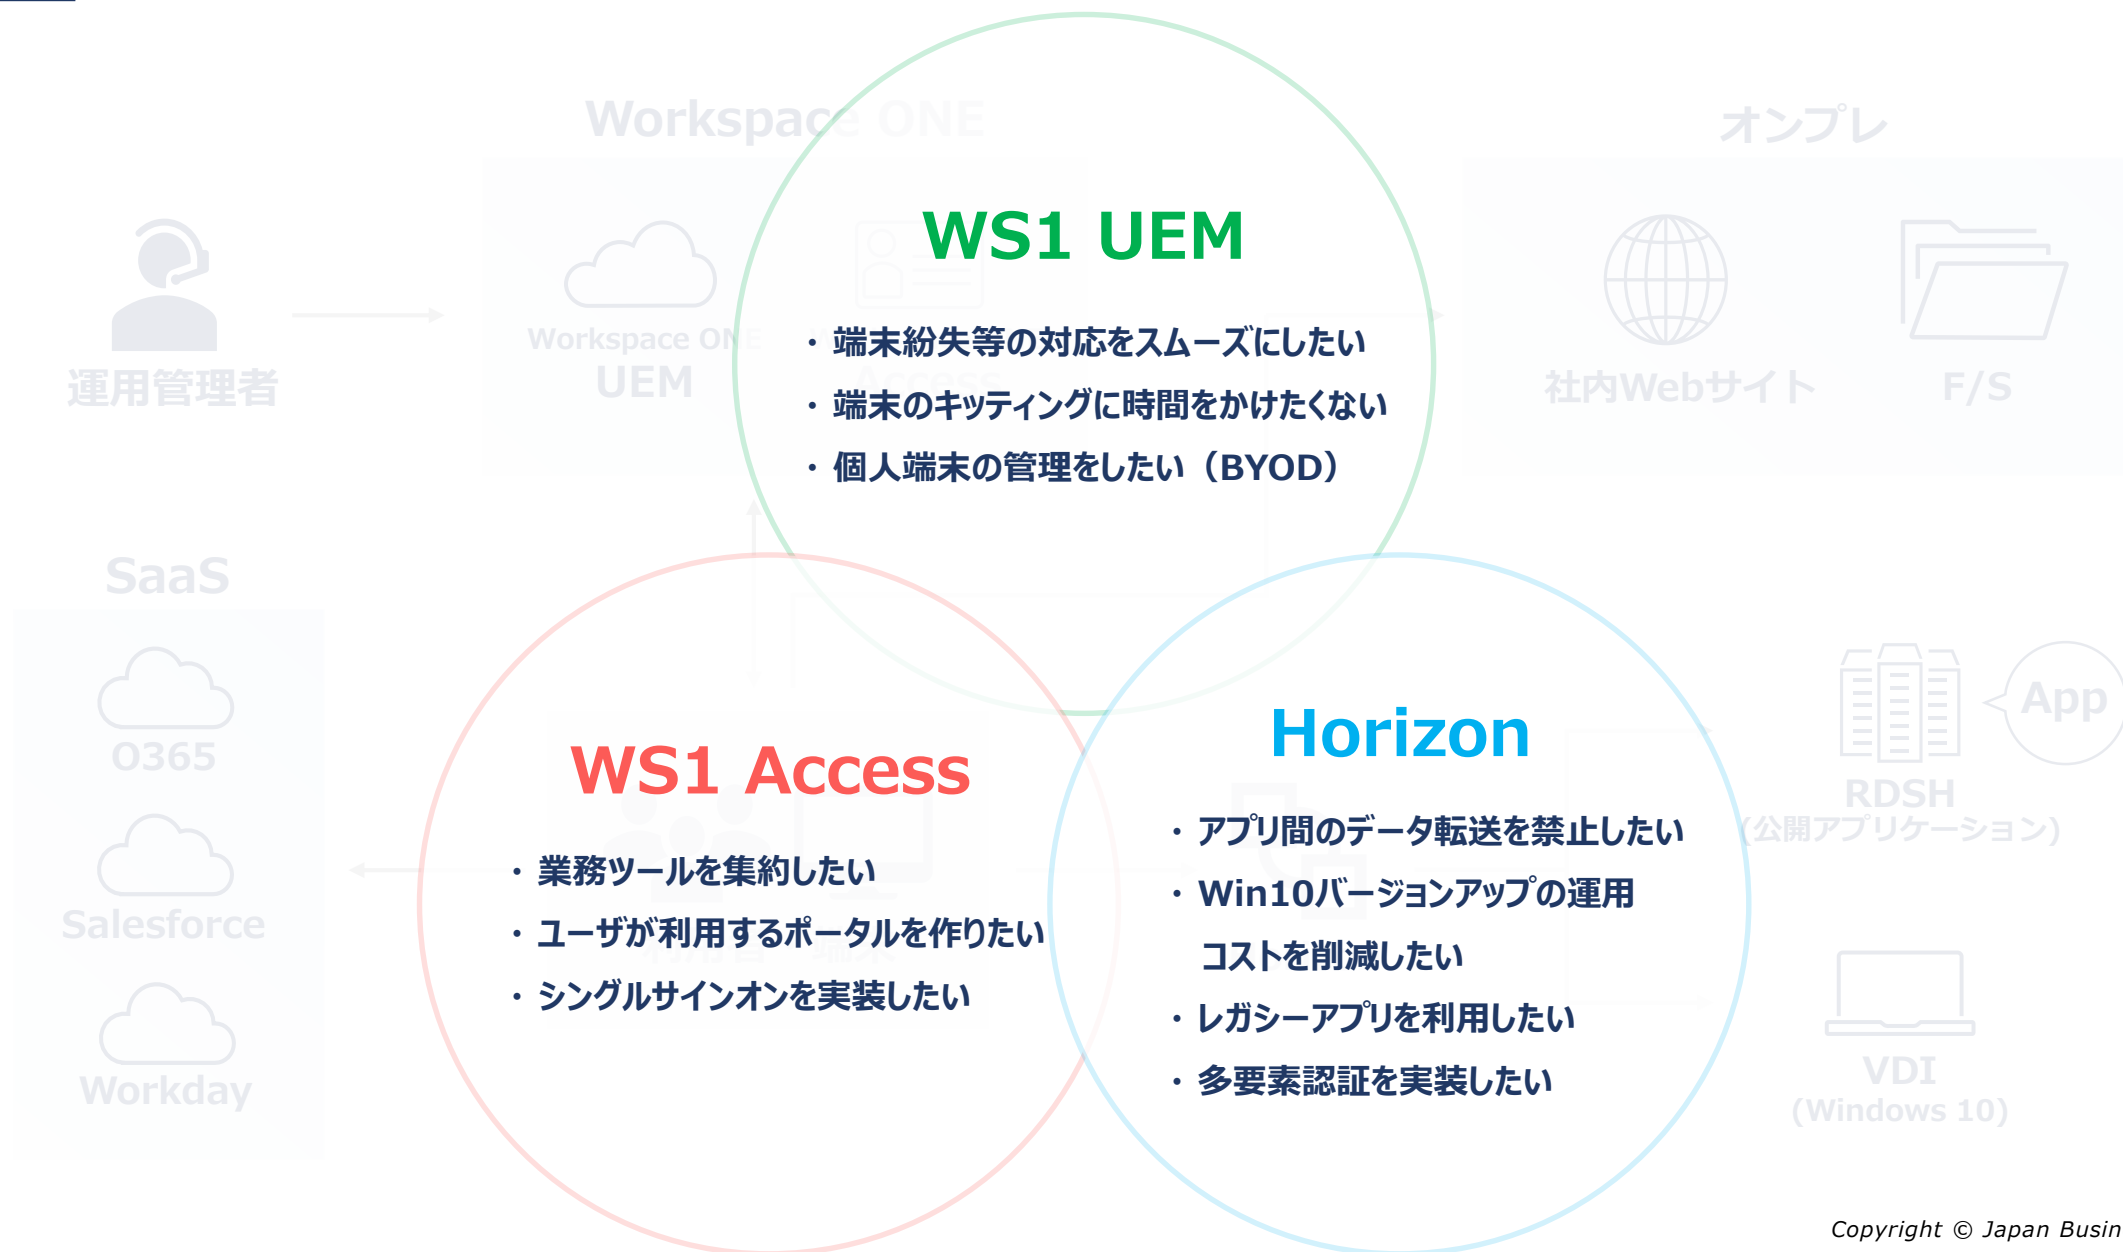 Workspace ONE
オンプレ
WS1 UEM
Workspace ONE
UEM
Access
運用管理者
社内Webサイト
F/S
・端末紛失等の対応をスムーズにしたい
・端末のキッティングに時間をかけたくない
・個人端末の管理をしたい（BYOD）
SaaS
O365
Salesforce
Workday
WS1 Access
・業務ツールを集約したい
・ユーザが利用するポータルを作りたい
・シングルサインオンを実装したい
利用者
端末
Horizon
・アプリ間のデータ転送を禁止したい
・Win10バージョンアップの運用
コストを削減したい
・レガシーアプリを利用したい
・多要素認証を実装したい
App
RDSH
(公開アプリケーション)
VDI
(Windows 10)
Copyright © Japan Busin